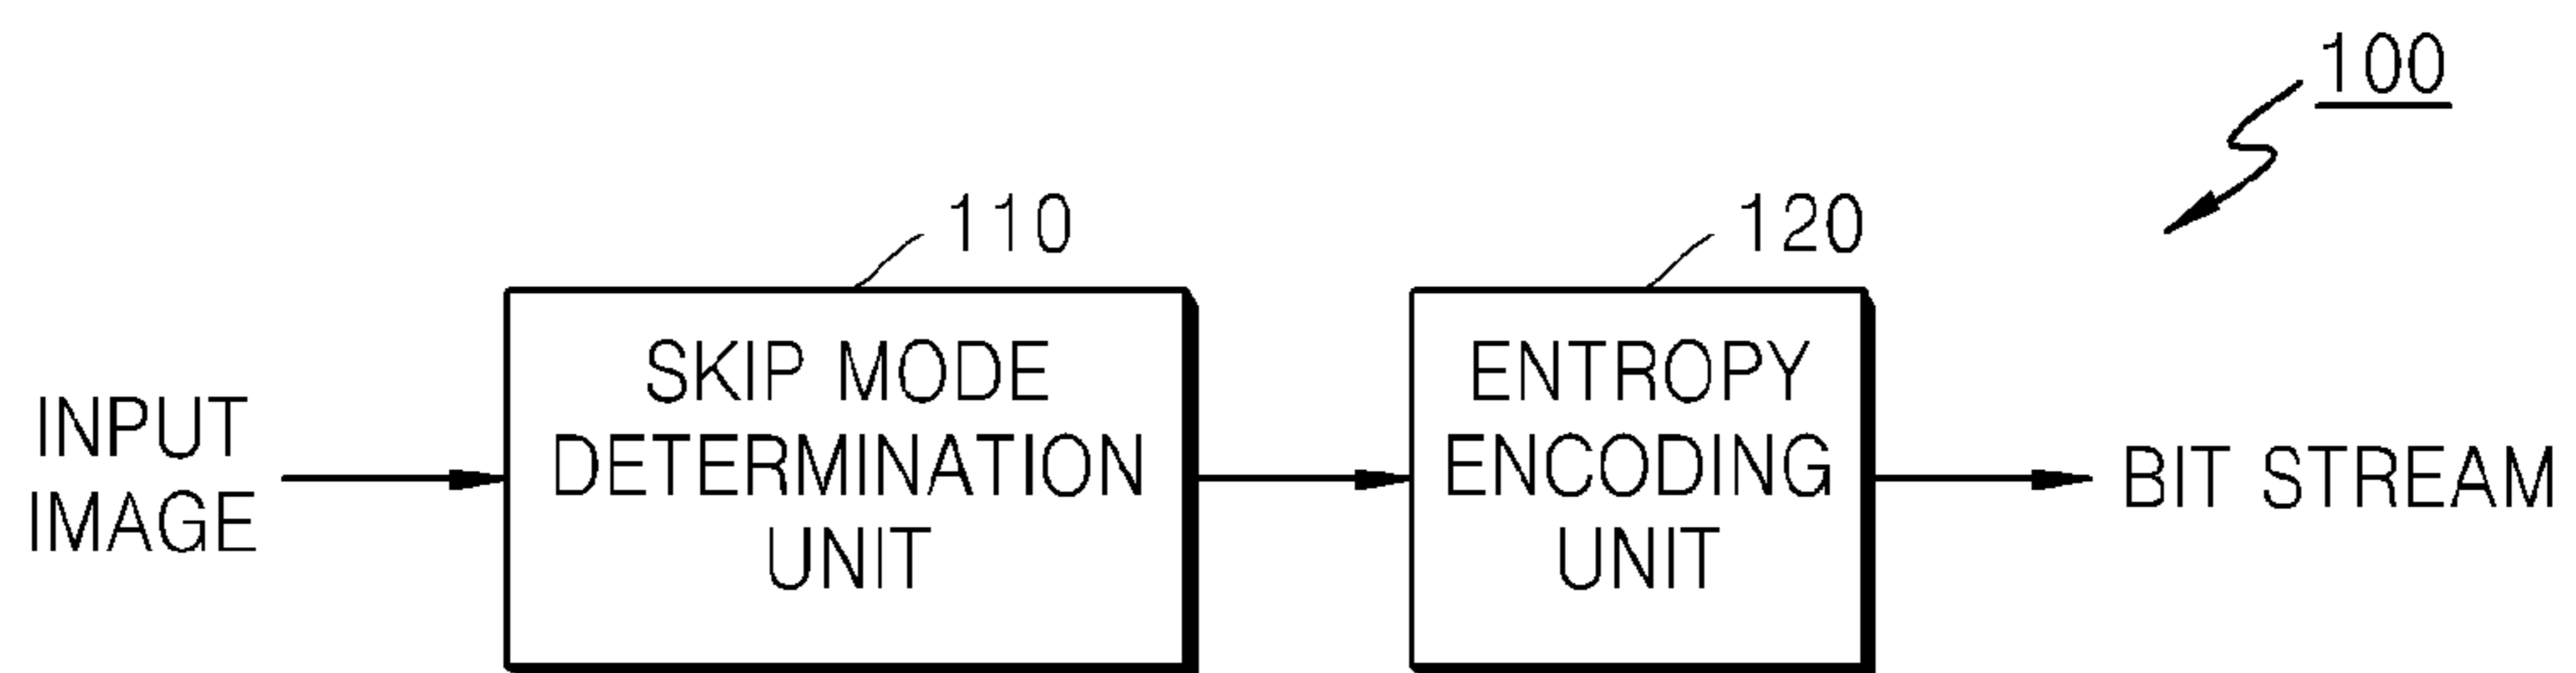 100
110
120
INPUT
IMAGE
SKIP MODE
DETERMINATION
UNIT
ENTROPY
ENCODING
UNIT
BIT STREAM